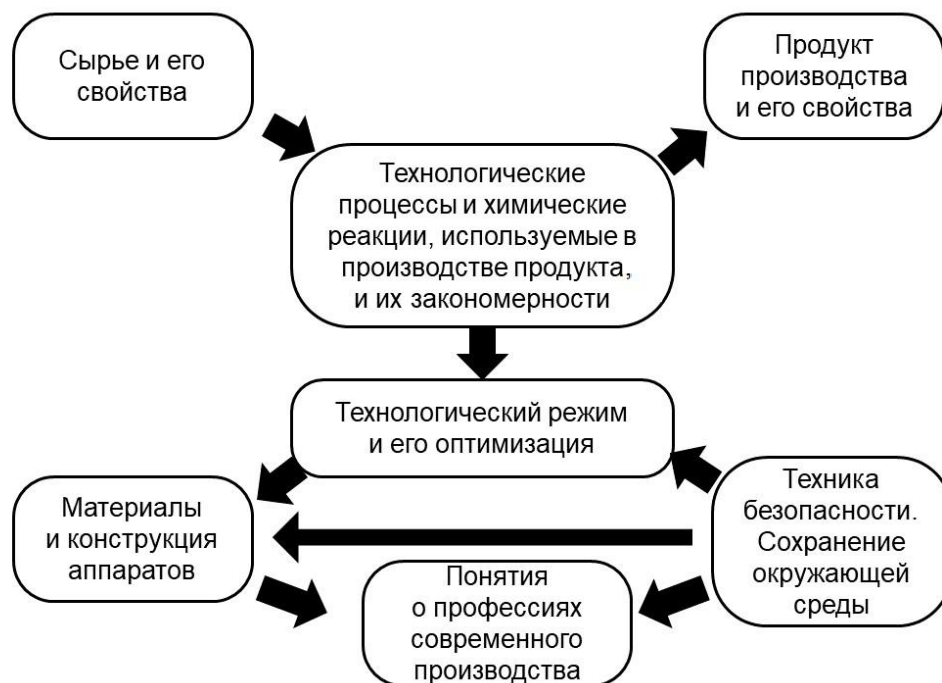 Сырье и его
свойства
Продукт
производства
и его свойства
Технологические
процессы и химические
реакции, используемые в
производстве продукта,
и их закономерности
Технологический режим
и его оптимизация
Материалы
и конструкция
аппаратов
Техника
безопасности.
Сохранение
окружающей
среды
Понятия
о профессиях
современного
производства